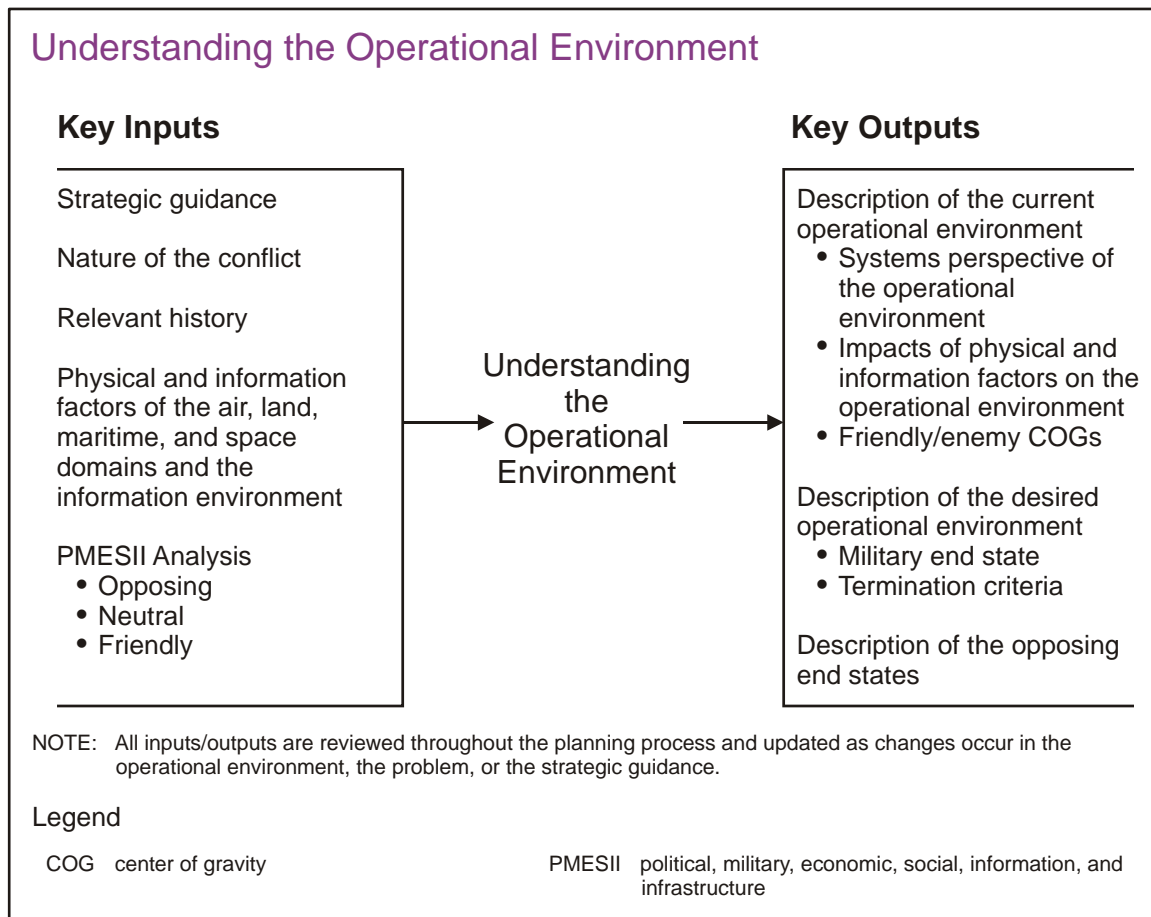 Understanding the Operational Environment
Key Inputs
Strategic guidance
Nature of the conflict
Relevant history
Physical and information
factors of the air, land,
maritime, and space
domains and the
information environment
PMESII Analysis
• Opposing
• Neutral
• Friendly
Understanding
the
Operational
Environment
Key Outputs
Description of the current
operational environment
• Systems perspective of
the operational
environment
• Impacts of physical and
information factors on the
operational environment
• Friendly/enemy COGs
Description of the desired
operational environment
• Military end state
• Termination criteria
Description of the opposing
end states
NOTE: All inputs/outputs are reviewed throughout the planning process and updated as changes occur in the
operational environment, the problem, or the strategic guidance.
Legend
COG center of gravity
PMESII political, military, economic, social, information, and
infrastructure